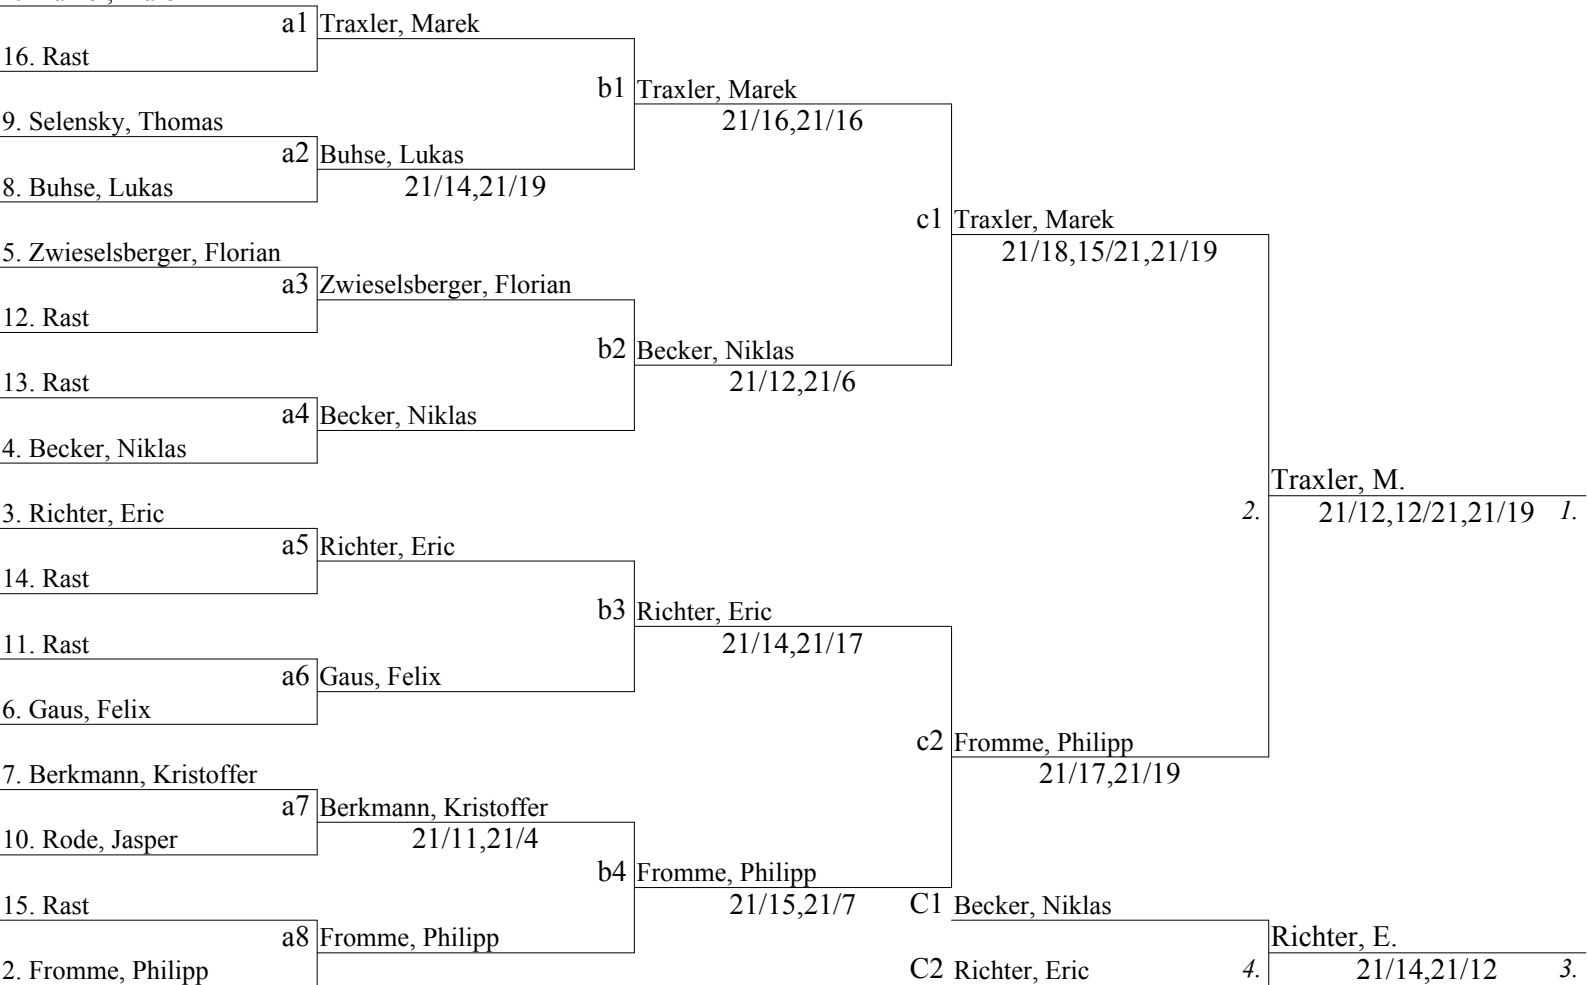 a1 Traxler, Marek
16. Rast
b1 Traxler, Marek
21/16,21/16
9. Selensky, Thomas
a2 Buhse, Lukas
8. Buhse, Lukas
21/14,21/19
c1 Traxler, Marek
21/18,15/21,21/19
5. Zwieselsberger, Florian
a3 Zwieselsberger, Florian
12. Rast
b2 Becker, Niklas
21/12,21/6
13. Rast
a4 Becker, Niklas
4. Becker, Niklas
Traxler, M.
2. 21/12,12/21,21/19 1.
3. Richter, Eric
a5 Richter, Eric
14. Rast
b3 Richter, Eric
21/14,21/17
11. Rast
a6 Gaus, Felix
6. Gaus, Felix
c2 Fromme, Philipp
21/17,21/19
7. Berkmann, Kristoffer
a7 Berkmann, Kristoffer
10. Rode, Jasper
21/11,21/4
b4 Fromme, Philipp
21/15,21/7
15. Rast
C1 Becker, Niklas
a8 Fromme, Philipp
Richter, E.
2. Fromme, Philipp
C2 Richter, Eric
4. 21/14,21/12 3.